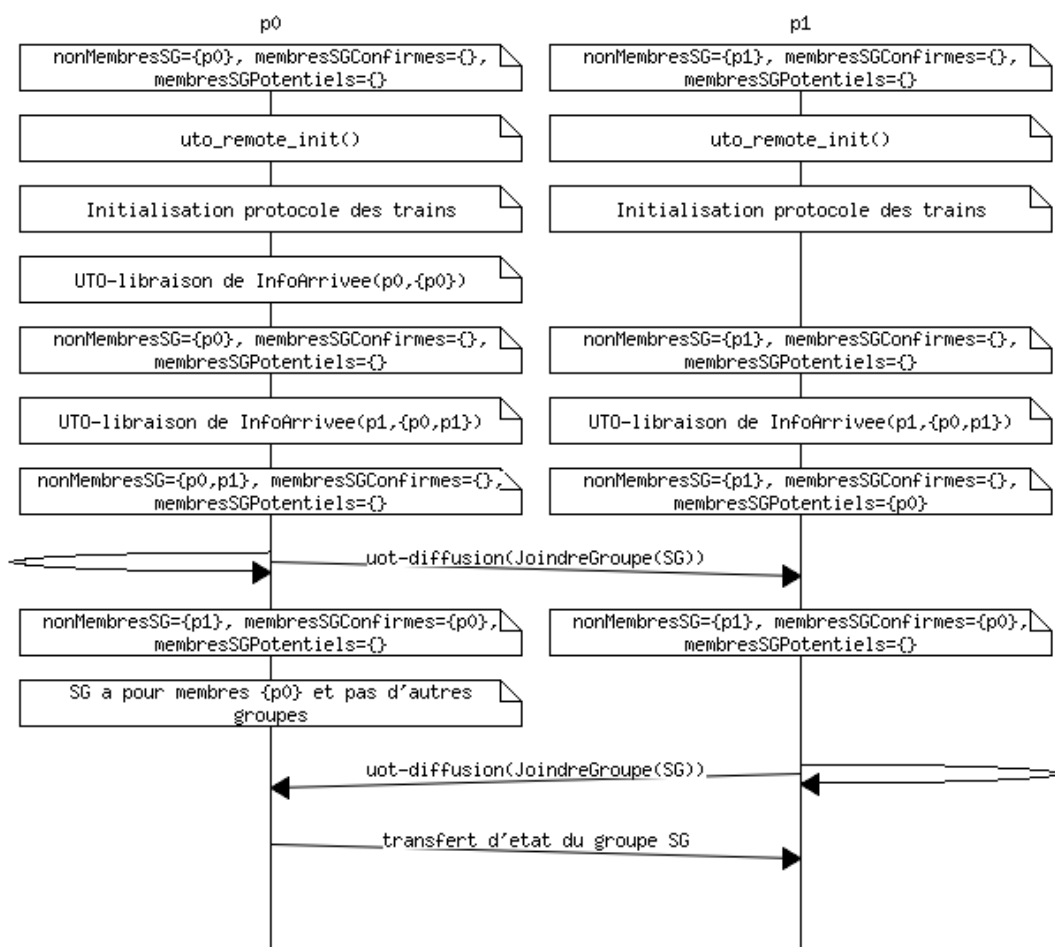 p0
p1
nonMembresSG={p0}, membresSGConfirmes={},
membresSGPotentiels={}
nonMembresSG={p1}, membresSGConfirmes={},
membresSGPotentiels={}
uto_remote_init()
uto_remote_init()
Initialisation protocole des trains
Initialisation protocole des trains
UTO-libraison de InfoArrivee(p0,{p0})
nonMembresSG={p0}, membresSGConfirmes={},
membresSGPotentiels={}
nonMembresSG={p1}, membresSGConfirmes={},
membresSGPotentiels={}
UTO-libraison de InfoArrivee(p1,{p0,p1})
UTO-libraison de InfoArrivee(p1,{p0,p1})
nonMembresSG={p0,p1}, membresSGConfirmes={},
membresSGPotentiels={}
nonMembresSG={p1}, membresSGConfirmes={},
membresSGPotentiels={p0}
uot-diffusion(JoindreGroupe(SG))
nonMembresSG={p1}, membresSGConfirmes={p0},
membresSGPotentiels={}
nonMembresSG={p1}, membresSGConfirmes={p0},
membresSGPotentiels={}
SG a pour membres {p0} et pas d'autres
groupes
uot-diffusion(JoindreGroupe(SG))
transfert d'etat du groupe SG